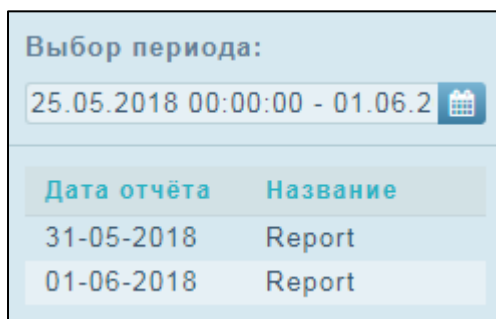 Выбор периода:
25.05.2018 00:00:00 - 01.06.2
Дата отчёта Название
31-05-2018 Report
01-06-2018 Report